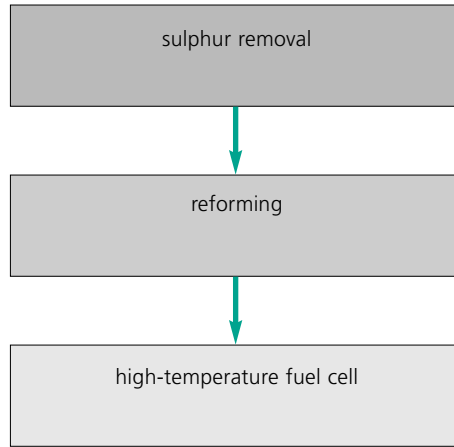 sulphur removal
reforming
high-temperature fuel cell